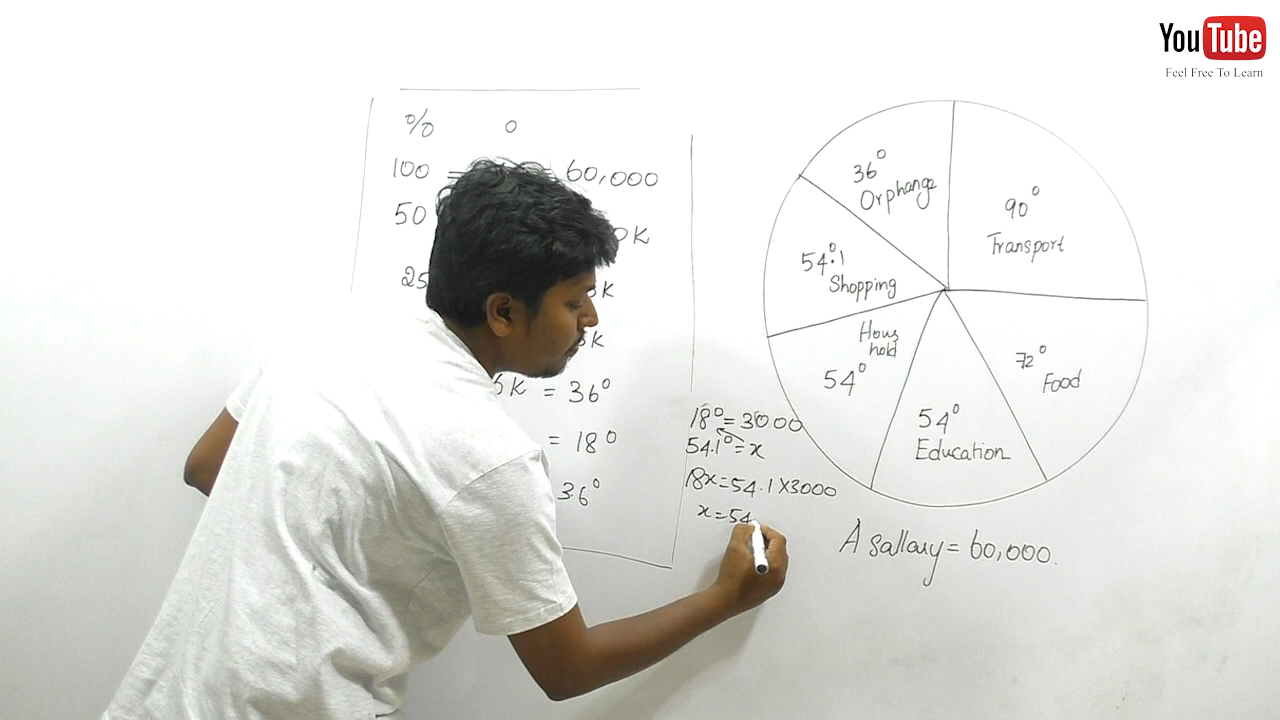 YouTube
Feel Free To Learn
% 0
100 = 60,000
50 K
25 K
K
K = 36°
= 18°
3.6°
36°
Orphange
90°
Transport
54°.1
Shopping
Hous
hold
54°
72°
Food
54°
Education
18° = 3000
54.1° = x
18x = 54.1 X 3000
x = 54
A sallary = 60,000.